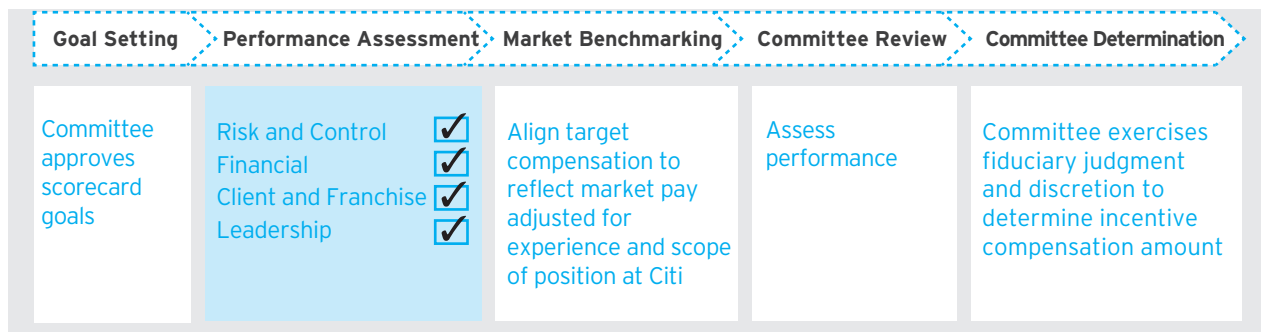 Goal Setting
Performance Assessment
Market Benchmarking
Committee Review
Committee Determination
Committee
approves
scorecard
goals
Risk and Control
Financial
Client and Franchise
Leadership
Align target
compensation to
reflect market pay
adjusted for
experience and scope
of position at Citi
Assess
performance
Committee exercises
fiduciary judgment
and discretion to
determine incentive
compensation amount